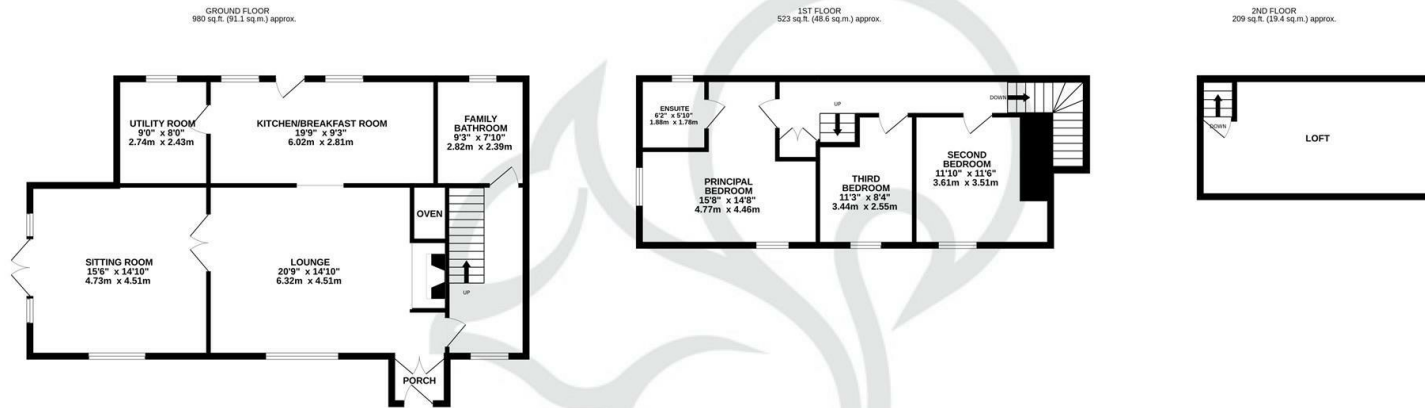 GROUND FLOOR
980 sq.ft. (91.1 sq.m.) approx.
UTILITY ROOM
9'0" x 8'0"
2.74m x 2.43m
KITCHEN/BREAKFAST ROOM
19'9" x 9'3"
6.02m x 2.81m
FAMILY
BATHROOM
9'3" x 7'10"
2.82m x 2.39m
OVEN
SITTING ROOM
15'6" x 14'10"
4.73m x 4.51m
LOUNGE
20'9" x 14'10"
6.32m x 4.51m
UP
PORCH
1ST FLOOR
523 sq.ft. (48.6 sq.m.) approx.
ENSUITE
6'2" x 5'10"
1.88m x 1.78m
UP
DOWN
PRINCIPAL
BEDROOM
15'8" x 14'8"
4.77m x 4.46m
THIRD
BEDROOM
11'3" x 8'4"
3.44m x 2.55m
SECOND
BEDROOM
11'10" x 11'6"
3.61m x 3.51m
2ND FLOOR
209 sq.ft. (19.4 sq.m.) approx.
DOWN
LOFT